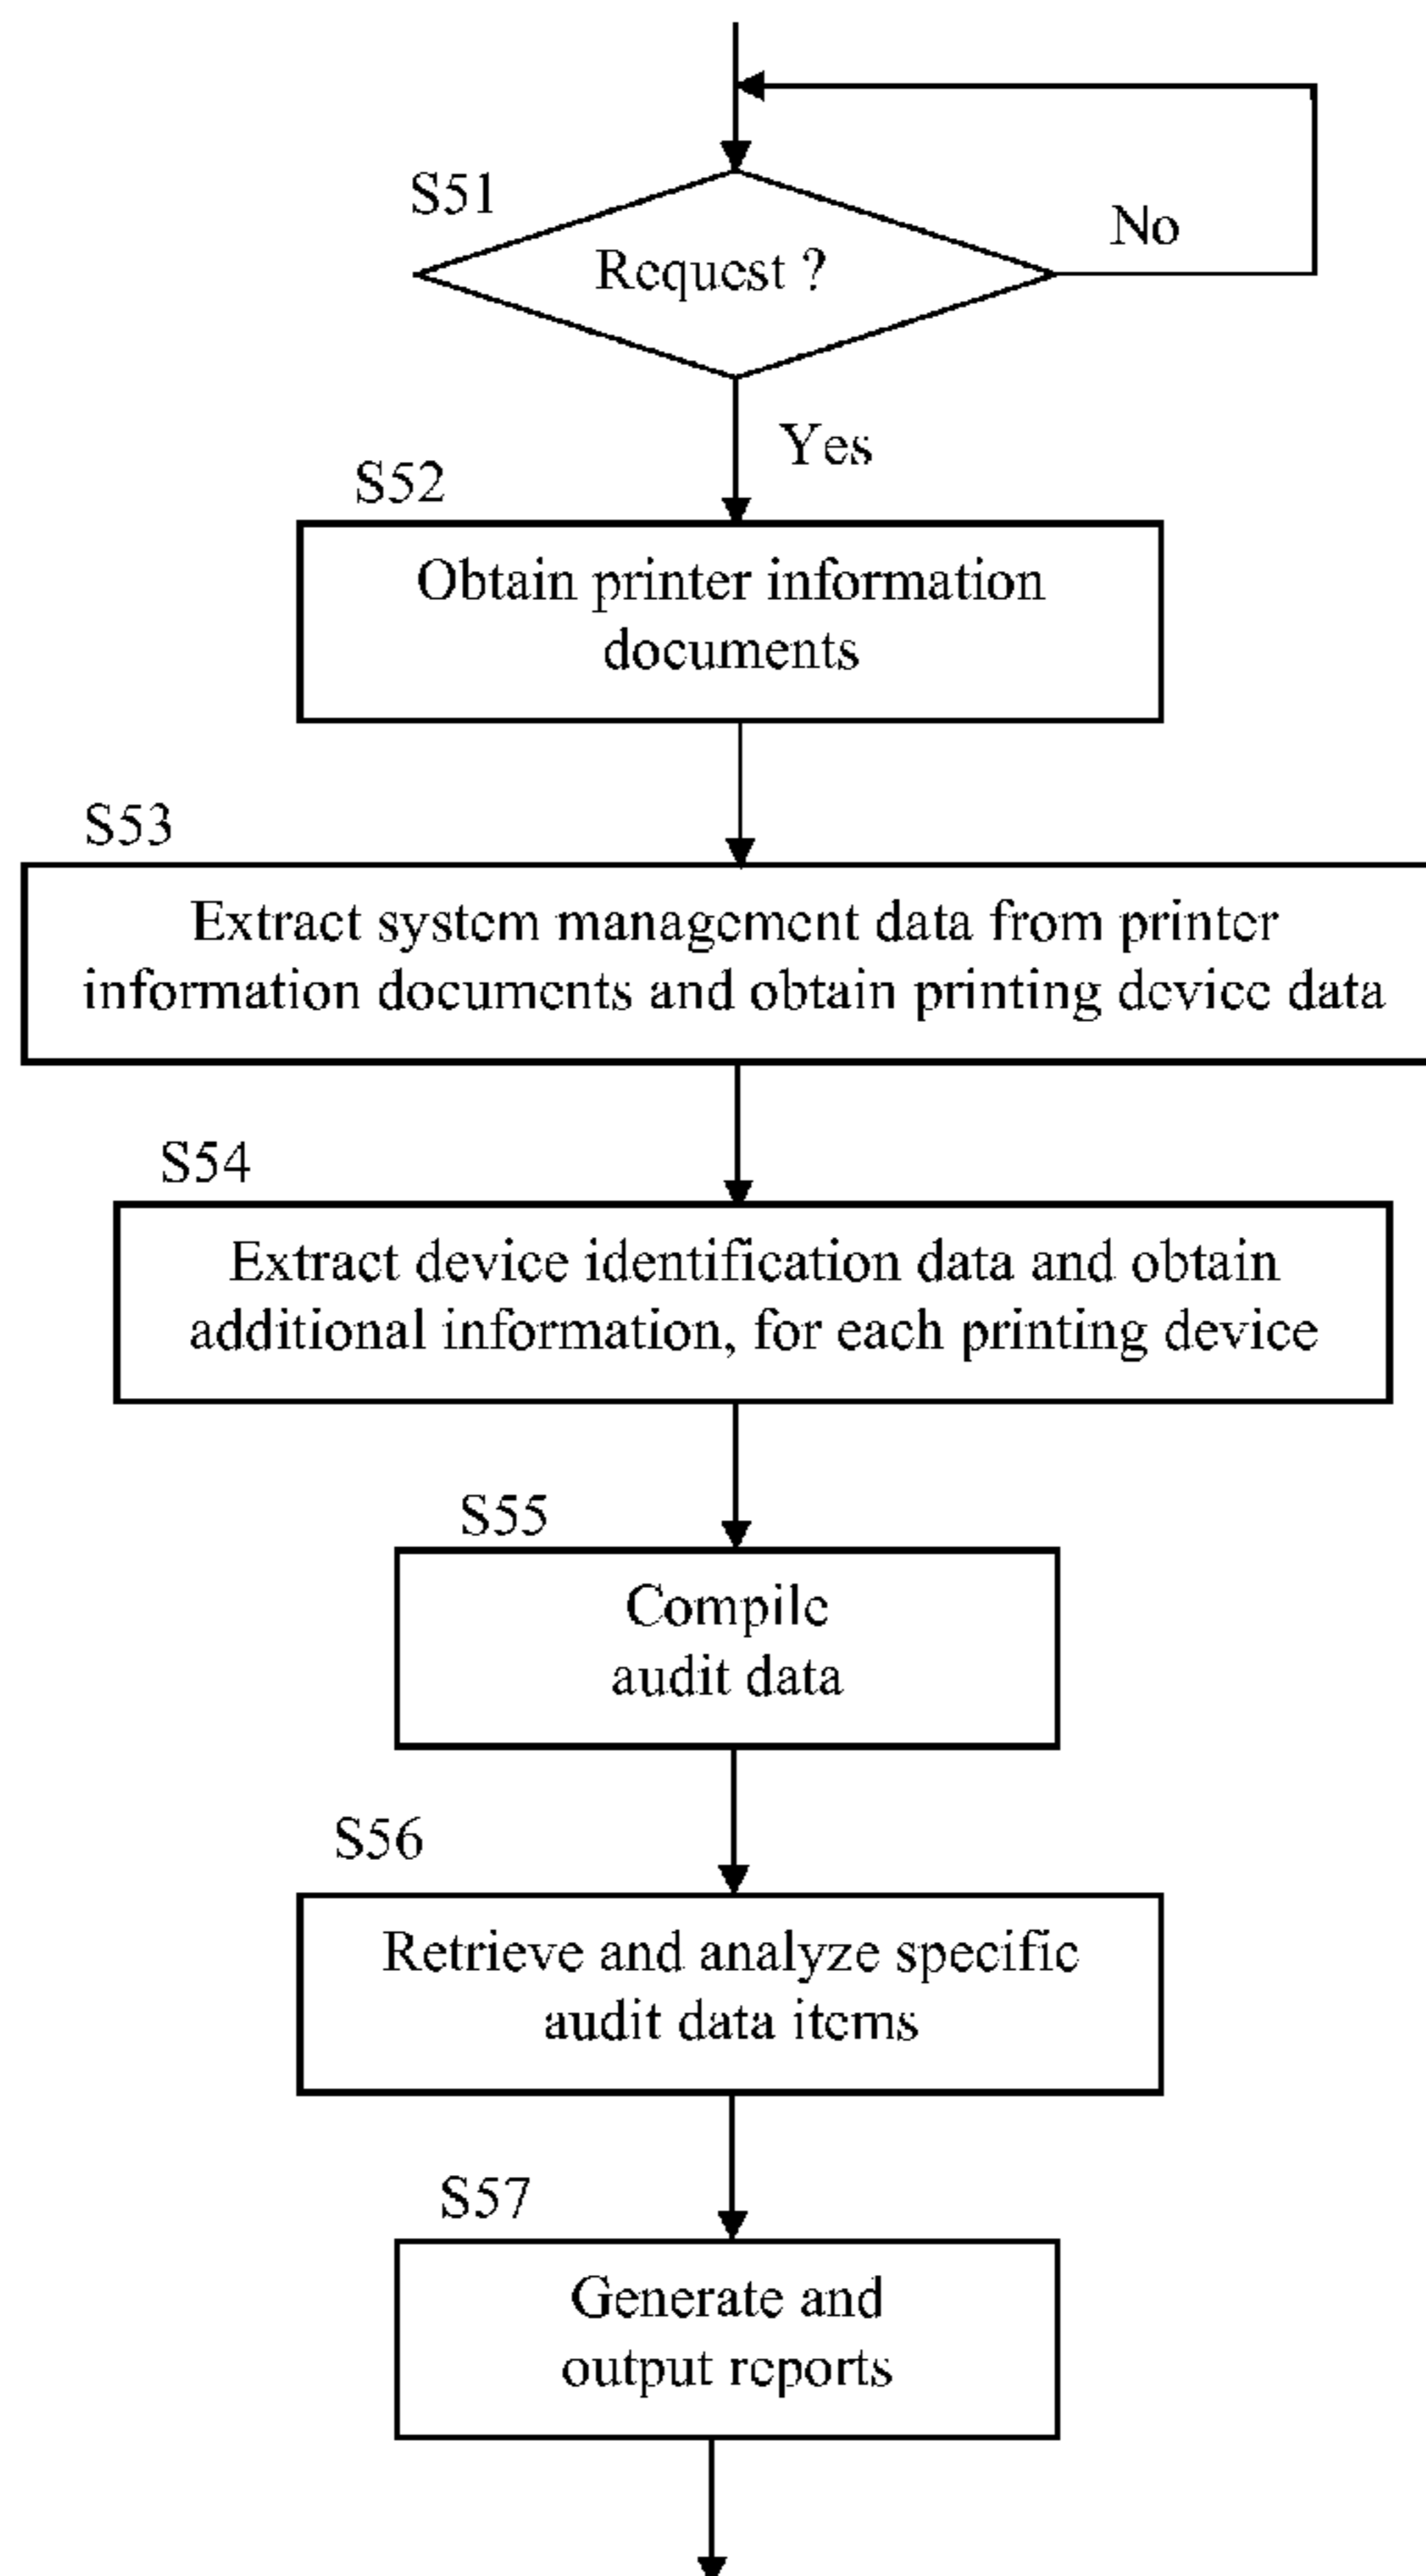 S51
Request ?
No
Yes
S52
Obtain printer information
documents
S53
Extract system management data from printer
information documents and obtain printing device data
S54
Extract device identification data and obtain
additional information, for each printing device
S55
Compile
audit data
S56
Retrieve and analyze specific
audit data items
S57
Generate and
output reports